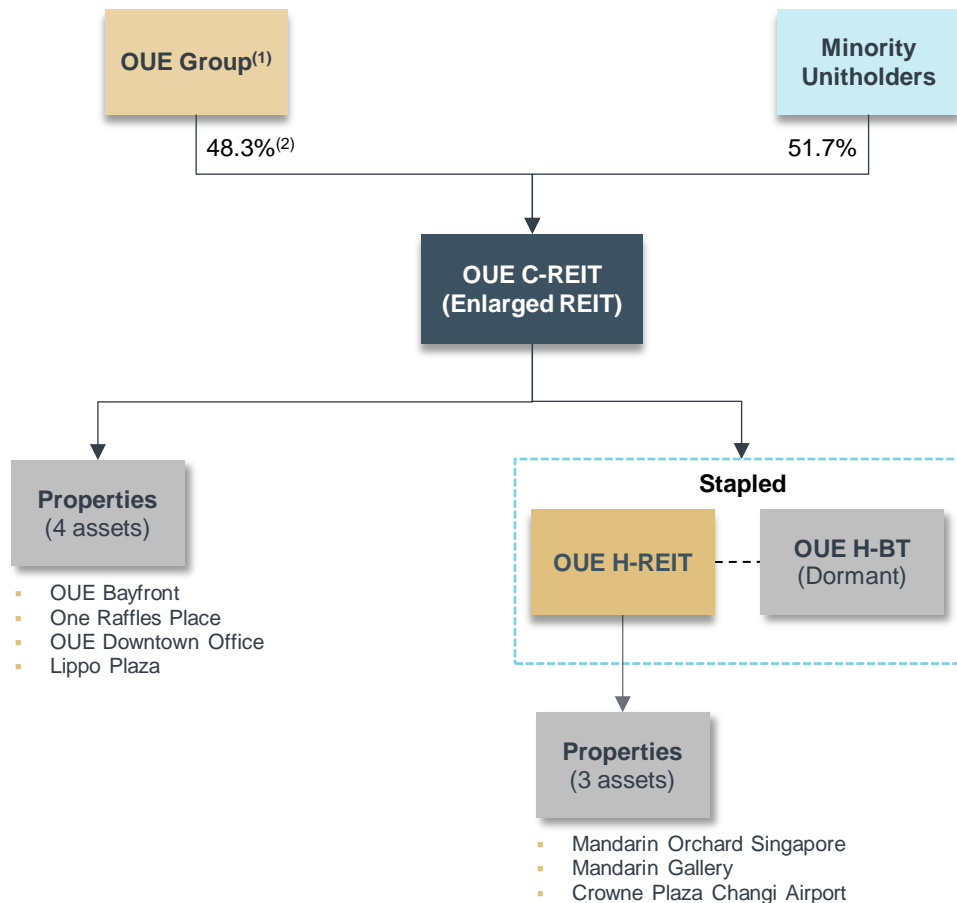 OUE Group(1)
Minority
Unitholders
48.3%(2)
51.7%
OUE C-REIT
(Enlarged REIT)
Properties
(4 assets)
▪ OUE Bayfront
▪ One Raffles Place
▪ OUE Downtown Office
▪ Lippo Plaza
Stapled
OUE H-REIT
OUE H-BT
(Dormant)
Properties
(3 assets)
▪ Mandarin Orchard Singapore
▪ Mandarin Gallery
▪ Crowne Plaza Changi Airport